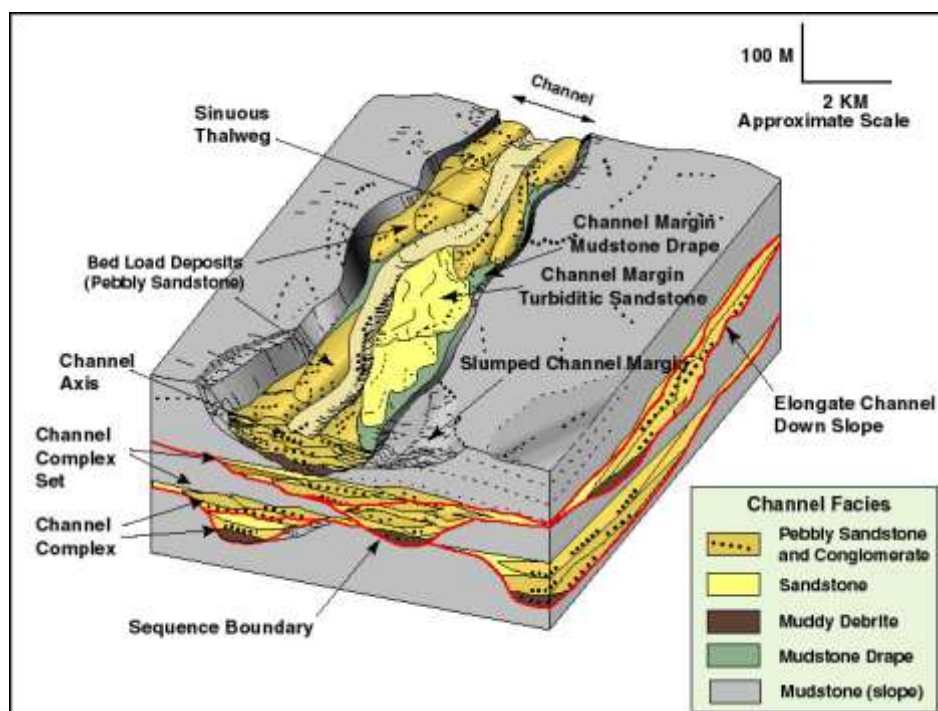 100 M
2 KM
Approximate Scale
Channel
Sinuous
Thalweg
Channel Margin
Mudstone Drape
Bed Load Deposits
(Pebbly Sandstone)
Channel Margin
Turbiditic Sandstone
Channel
Axis
Slumped Channel Margin
Elongate Channel
Down Slope
Channel
Complex
Set
Channel
Complex
Sequence Boundary
Channel Facies
Pebbly Sandstone
and Conglomerate
Sandstone
Muddy Debrite
Mudstone Drape
Mudstone (slope)